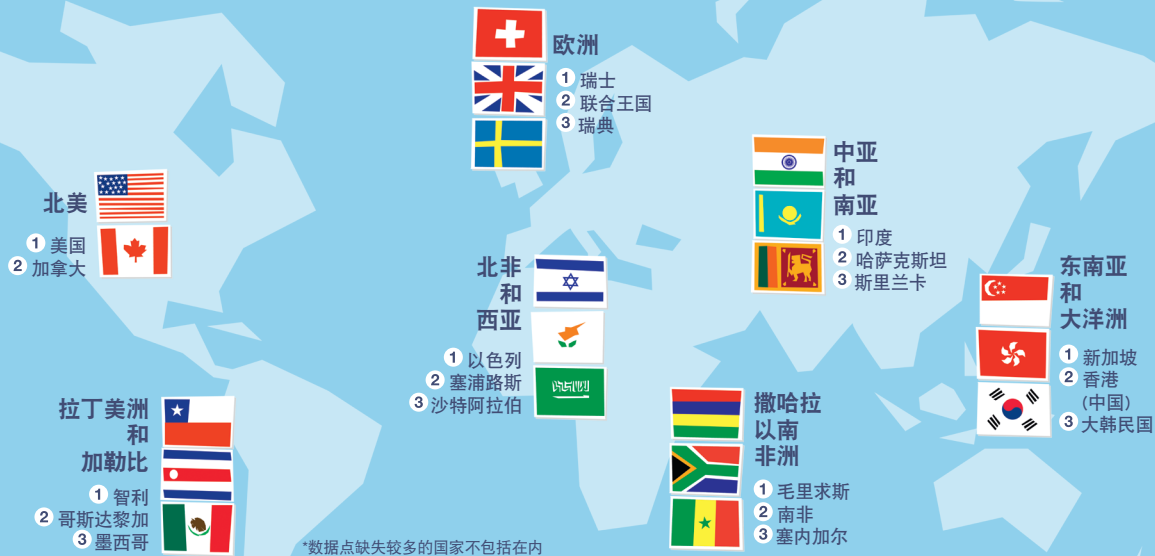 欧洲
1 瑞士
2 联合王国
3 瑞典
北美
1 美国
2 加拿大
中亚
和
南亚
1 印度
2 哈萨克斯坦
3 斯里兰卡
北非
和
西亚
1 以色列
2 塞浦路斯
3 沙特阿拉伯
东南亚
和
大洋洲
1 新加坡
2 香港
(中国)
3 大韩民国
拉丁美洲
和
加勒比
1 智利
2 哥斯达黎加
3 墨西哥
撒哈拉
以南
非洲
1 毛里求斯
2 南非
3 塞内加尔
*数据点缺失较多的国家不包括在内